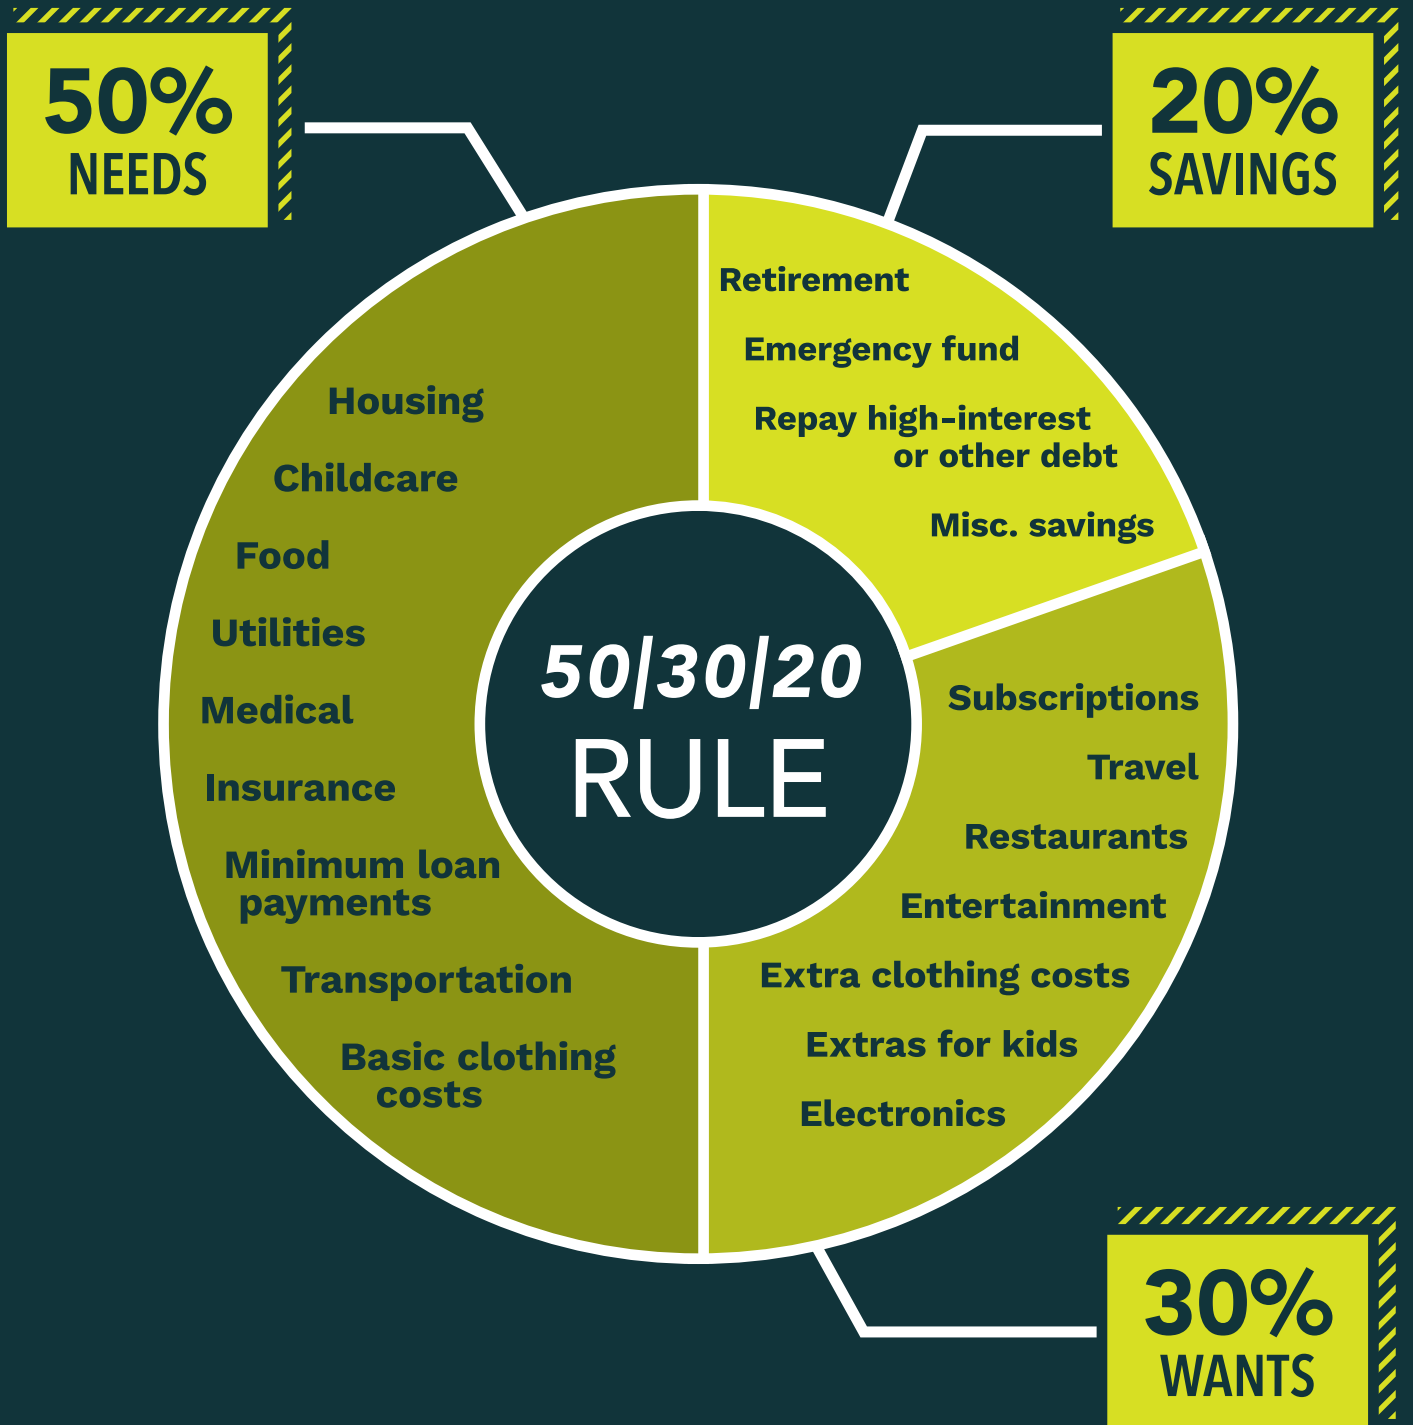 50%
NEEDS
20%
SAVINGS
Retirement
Emergency fund
Repay high-interest
or other debt
Misc. savings
Housing
Childcare
Food
Utilities
Medical
Insurance
Minimum loan
payments
Transportation
Basic clothing
costs
50|30|20
RULE
Subscriptions
Travel
Restaurants
Entertainment
Extra clothing costs
Extras for kids
Electronics
30%
WANTS